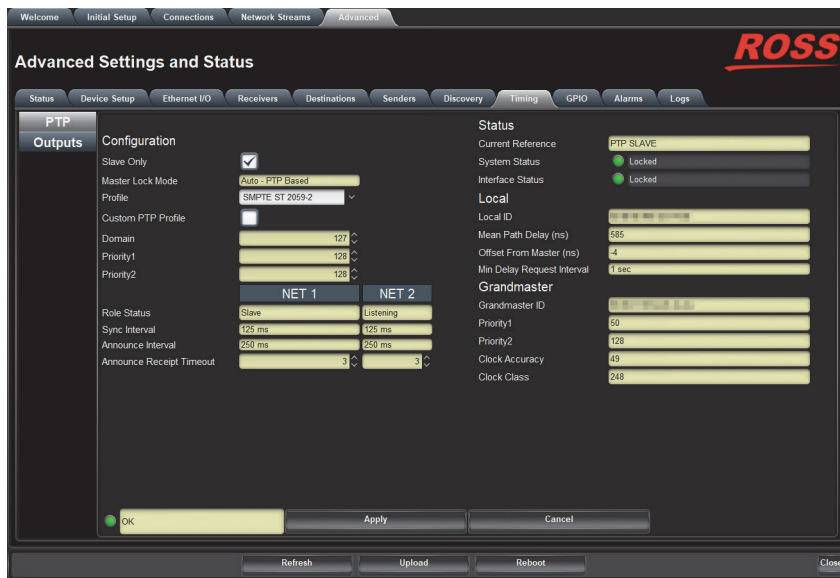 Welcome Initial Setup Connections Network Streams Advanced
ROSS
Advanced Settings and Status
Status Device Setup Ethernet I/O Receivers Destinations Senders Discovery Timing GPIO Alarms Logs
PTP
Outputs
Configuration
Slave Only
Master Lock Mode Auto - PTP Based
Profile SMPTE ST 2059-2
Custom PTP Profile
Domain 127
Priority1 128
Priority2 128
NET 1 NET 2
Role Status Slave Listening
Sync Interval 125 ms 125 ms
Announce Interval 250 ms 250 ms
Announce Receipt Timeout 3 3
Status
Current Reference PTP SLAVE
System Status Locked
Interface Status Locked
Local
Local ID
Mean Path Delay (ns) 585
Offset From Master (ns) -4
Min Delay Request Interval 1 sec
Grandmaster
Grandmaster ID
Priority1 50
Priority2 128
Clock Accuracy 49
Clock Class 248
OK Apply Cancel
Refresh Upload Reboot Close